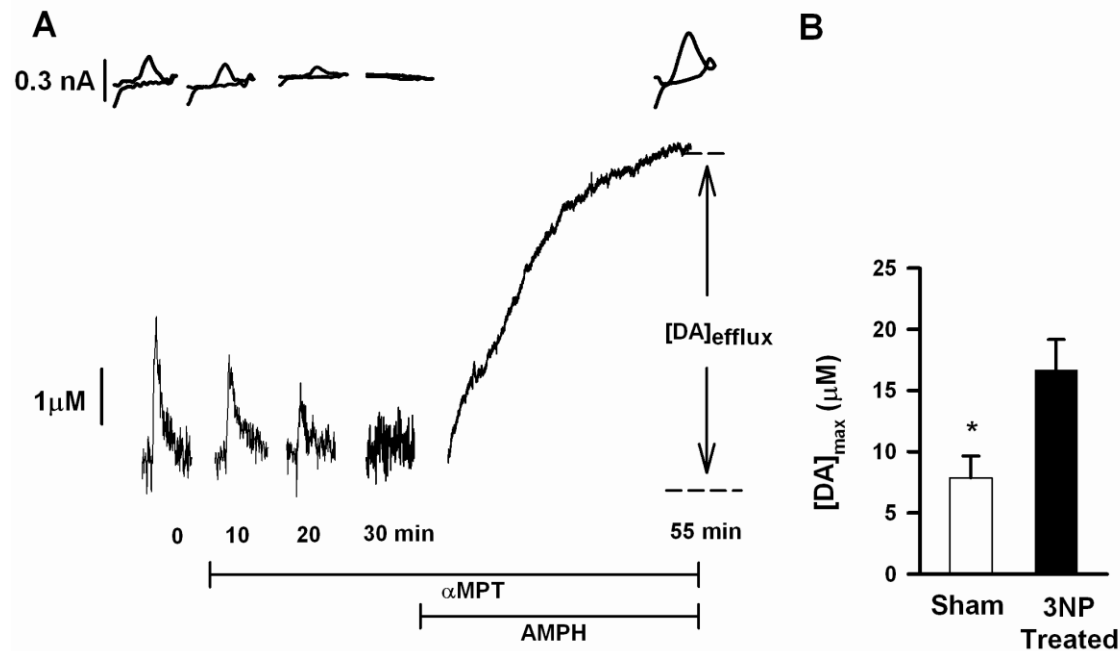 A
B
0.3 nA
1μM
[DA]efflux
0 10 20 30 min 55 min
αMPT
AMPH
[DA]max (μM)
25
20
15
10
5
0
*
Sham 3NP
Treated